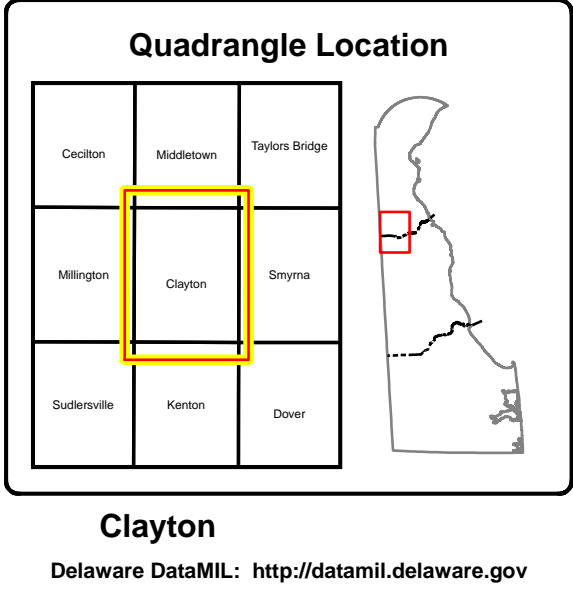 Quadrangle Location
Cecilton
Middletown
Taylors Bridge
Millington
Clayton
Smyrna
Sudlersville
Kenton
Dover
Clayton
Delaware DataMIL: http://datamil.delaware.gov